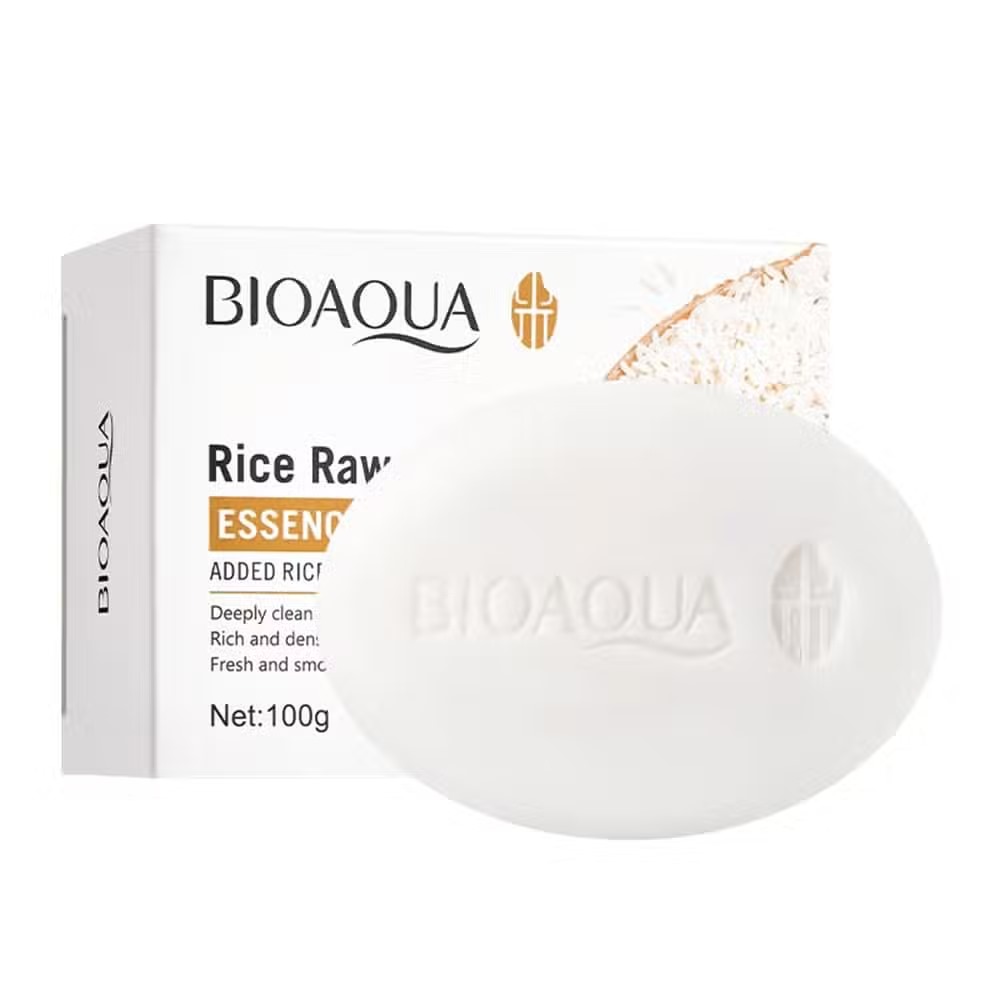 BIOAQUA
Rice Raw
ESSENC
ADDED RICE
Deeply clean
Rich and dens
Fresh and smo
Net:100g
BIOAQUA
BIOAQUA